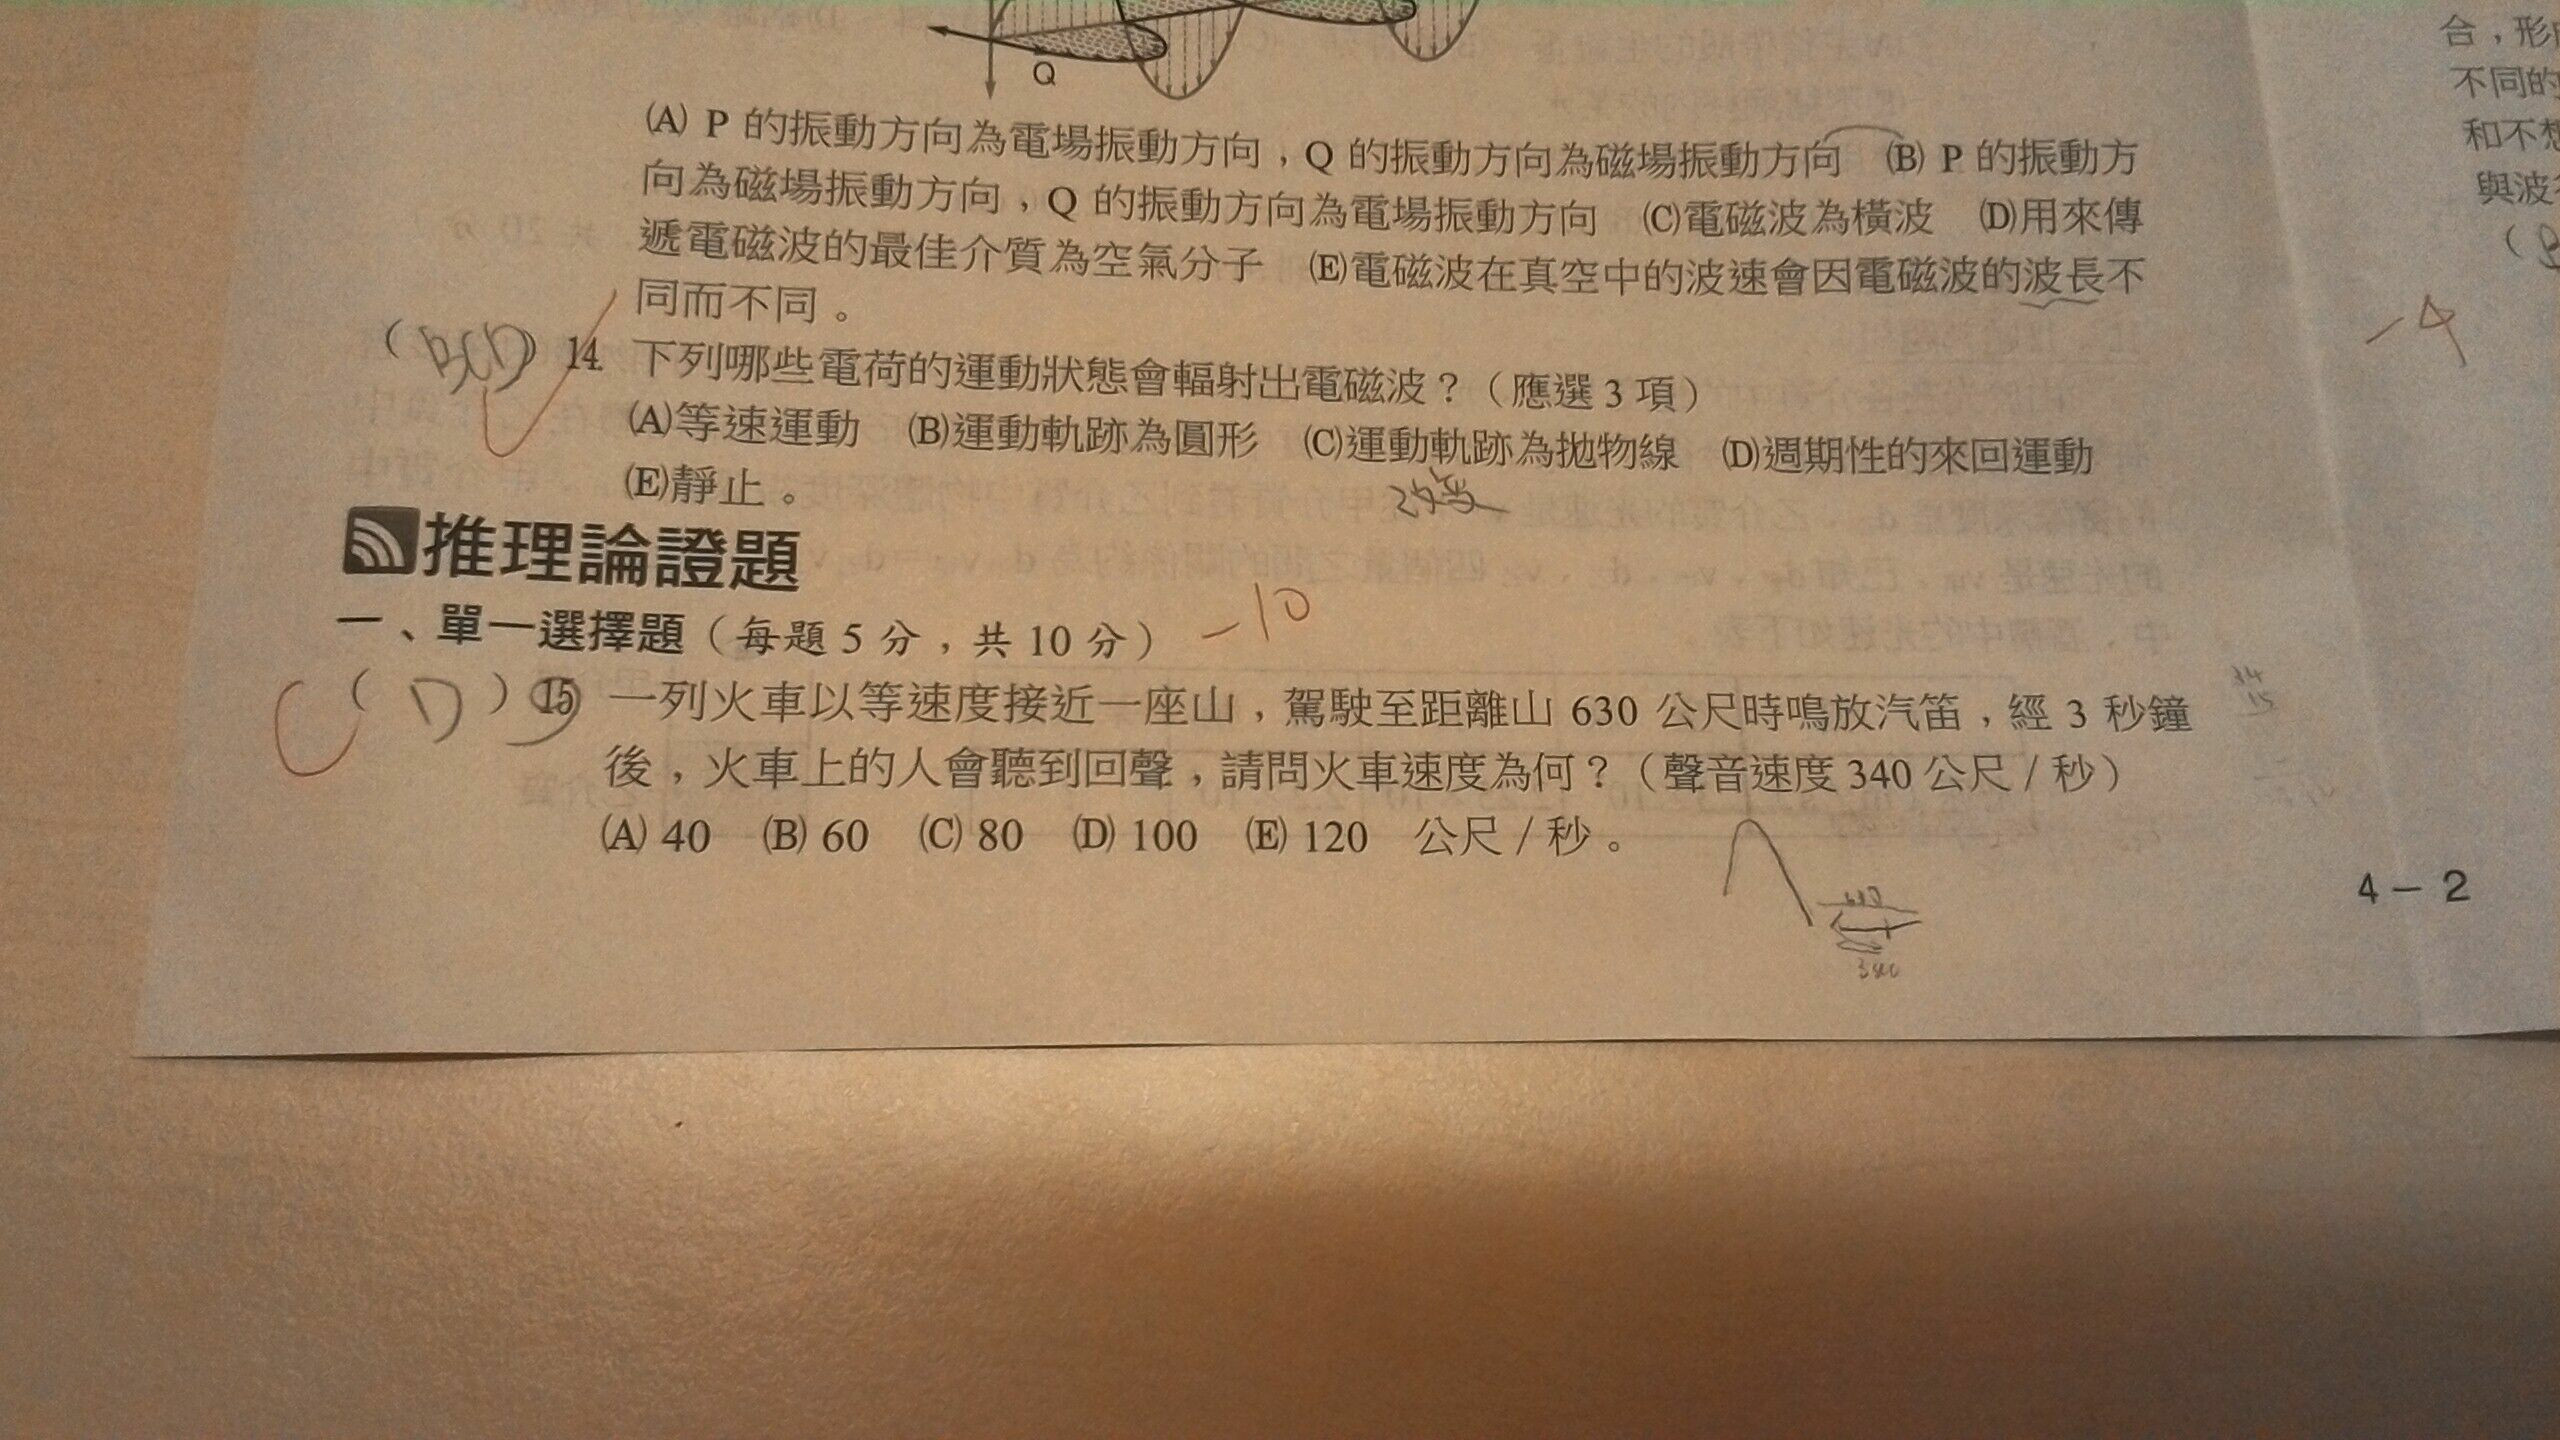 Q
(A) P 的振動方向為電場振動方向，Q 的振動方向為磁場振動方向 (B) P 的振動方
向為磁場振動方向，Q 的振動方向為電場振動方向 (C)電磁波為橫波 (D)用來傳
遞電磁波的最佳介質為空氣分子 (E)電磁波在真空中的波速會因電磁波的波長不
同而不同。
(BCD) 14. 下列哪些電荷的運動狀態會輻射出電磁波？（應選 3 項）
(A)等速運動 (B)運動軌跡為圓形 (C)運動軌跡為拋物線 (D)週期性的來回運動
(E)靜止。
推理論證題
一、單一選擇題（每題 5 分，共 10 分） -10
C ( D ) 15 一列火車以等速度接近一座山，駕駛至距離山 630 公尺時鳴放汽笛，經 3 秒鐘
後，火車上的人會聽到回聲，請問火車速度為何？（聲音速度 340 公尺／秒）
(A) 40 (B) 60 (C) 80 (D) 100 (E) 120 公尺／秒。
630
4－2
合，形
不同的
和不想
與波
-4